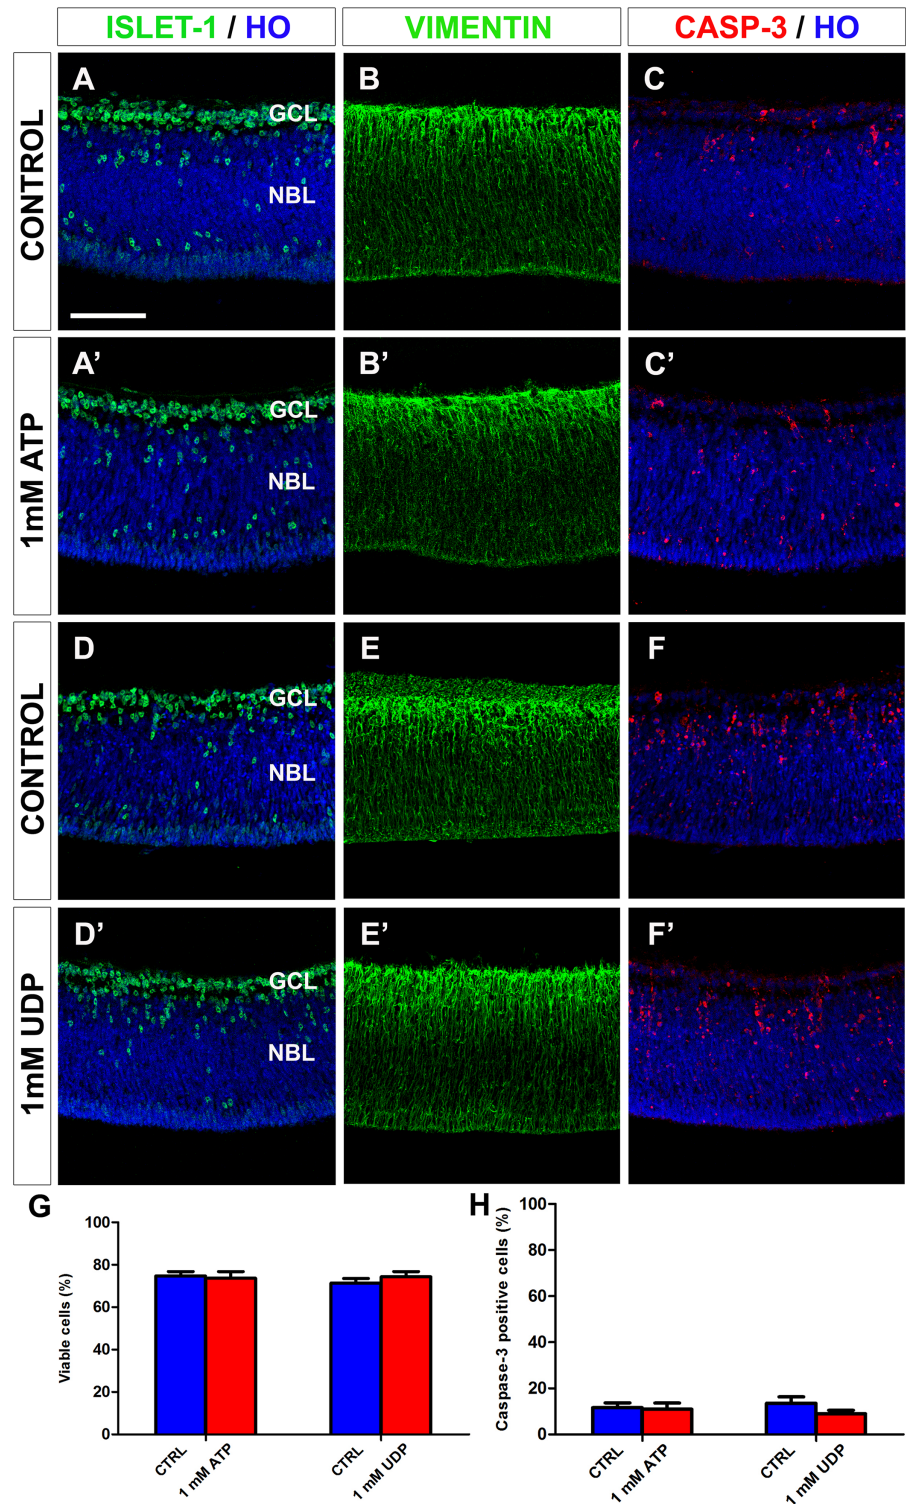 ISLET-1 / HO
VIMENTIN
CASP-3 / HO
CONTROL
A
GCL
NBL
B
C
1mM ATP
A’
GCL
NBL
B’
C’
CONTROL
D
GCL
NBL
E
F
1mM UDP
D’
GCL
NBL
E’
F’
G
Viable cells (%)
100
80
60
40
20
0
CTRL
1 mM ATP
CTRL
1 mM UDP
H
Caspase-3 positive cells (%)
100
80
60
40
20
0
CTRL
1 mM ATP
CTRL
1 mM UDP